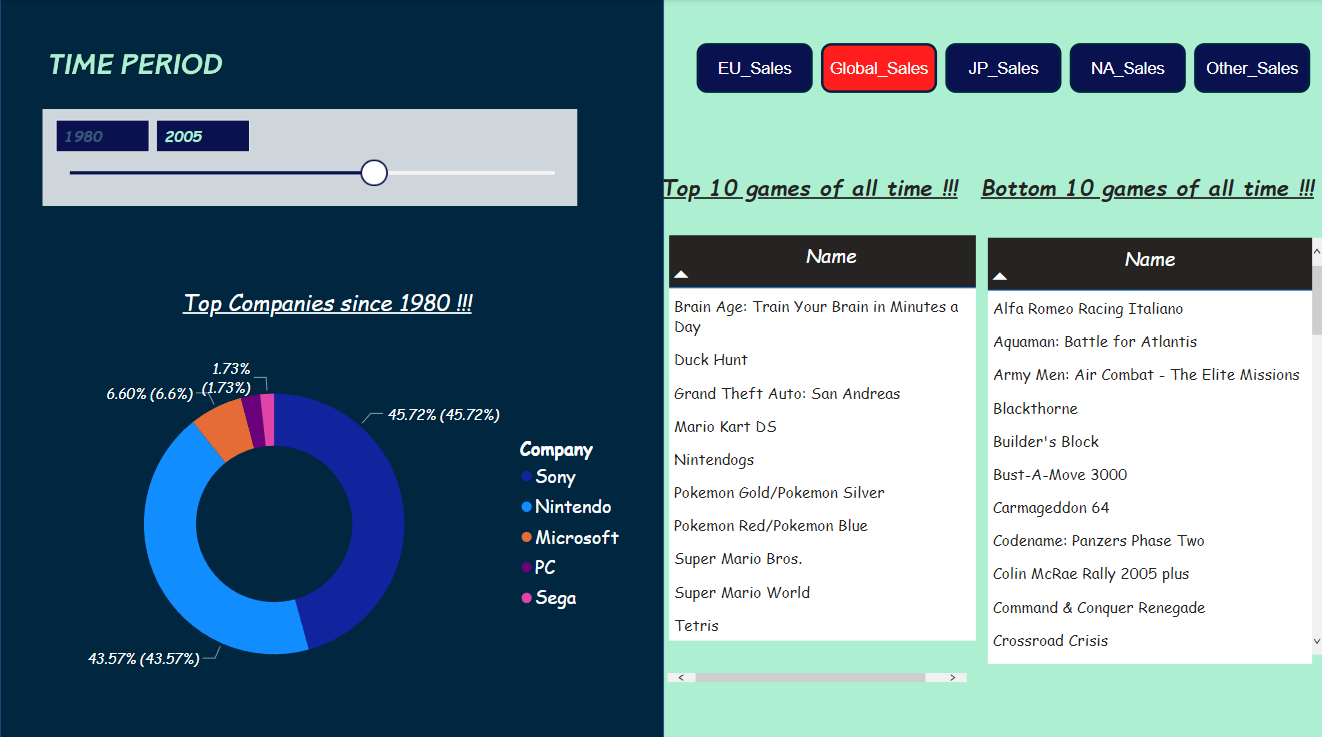 TIME PERIOD
1980
2005
Top Companies since 1980 !!!
1.73%
(1.73%)
6.60% (6.6%)
45.72% (45.72%)
43.57% (43.57%)
Company
Sony
Nintendo
Microsoft
PC
Sega
EU_Sales
Global_Sales
JP_Sales
NA_Sales
Other_Sales
Top 10 games of all time !!!
Name
Brain Age: Train Your Brain in Minutes a
Day
Duck Hunt
Grand Theft Auto: San Andreas
Mario Kart DS
Nintendogs
Pokemon Gold/Pokemon Silver
Pokemon Red/Pokemon Blue
Super Mario Bros.
Super Mario World
Tetris
Bottom 10 games of all time !!!
Name
Alfa Romeo Racing Italiano
Aquaman: Battle for Atlantis
Army Men: Air Combat - The Elite Missions
Blackthorne
Builder's Block
Bust-A-Move 3000
Carmageddon 64
Codename: Panzers Phase Two
Colin McRae Rally 2005 plus
Command & Conquer Renegade
Crossroad Crisis